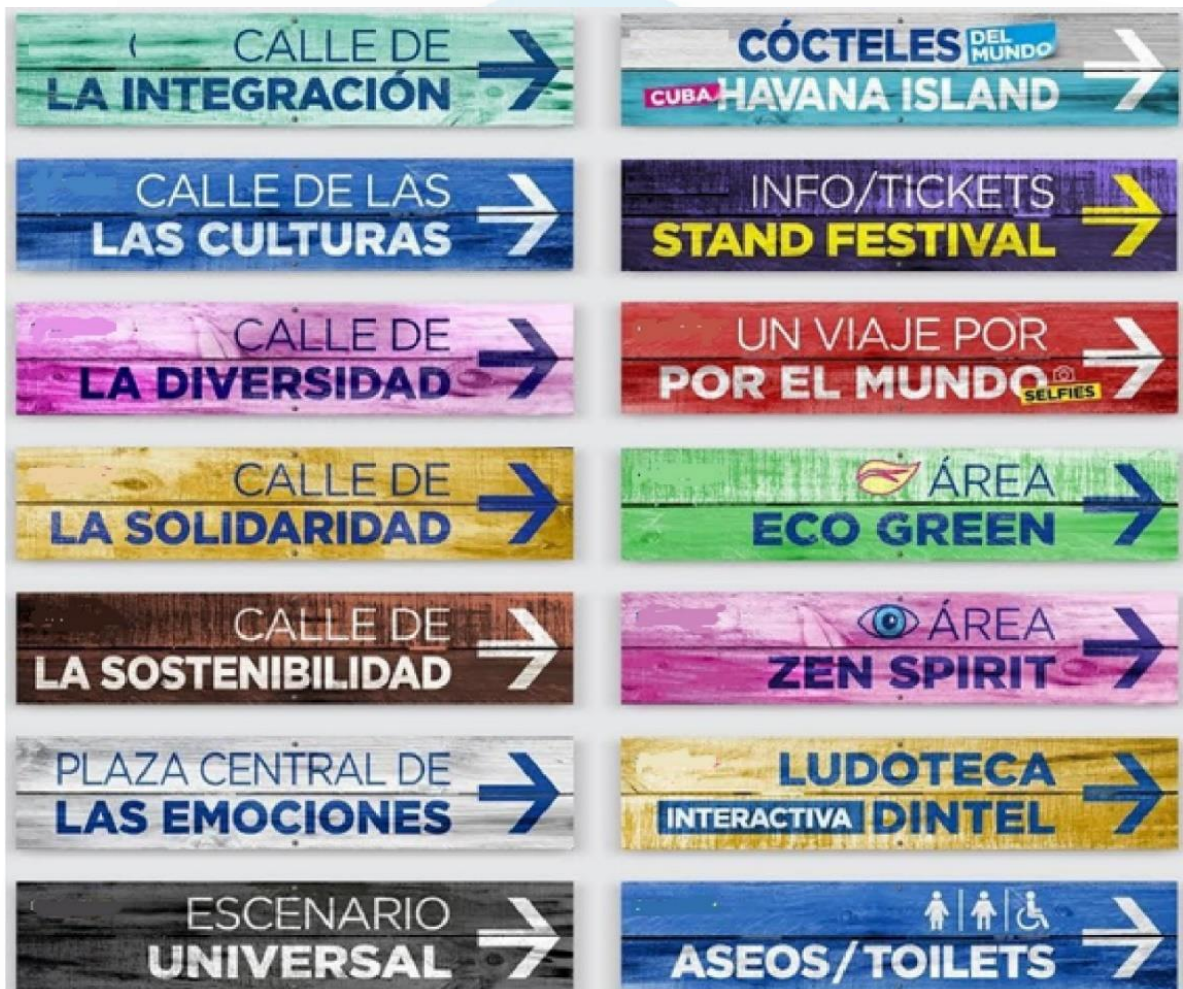 CALLE DE
LA INTEGRACIÓN
CALLE DE LAS
LAS CULTURAS
CALLE DE
LA DIVERSIDAD
CALLE DE
LA SOLIDARIDAD
CALLE DE
LA SOSTENIBILIDAD
PLAZA CENTRAL DE
LAS EMOCIONES
ESCENARIO
UNIVERSAL
CÓCTELES DEL MUNDO
CUBA HAVANA ISLAND
INFO/TICKETS
STAND FESTIVAL
UN VIAJE POR
POR EL MUNDO SELFIES
ÁREA
ECO GREEN
ÁREA
ZEN SPIRIT
LUDOTECA
INTERACTIVA DINTEL
ASEOS/TOILETS